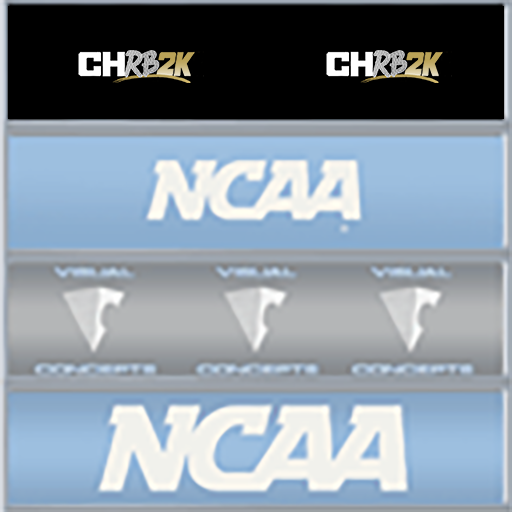 CHRB2K CHRB2K
NCAA
VISUAL VISUAL VISUAL
CONCEPTS CONCEPTS CONCEPTS
NCAA